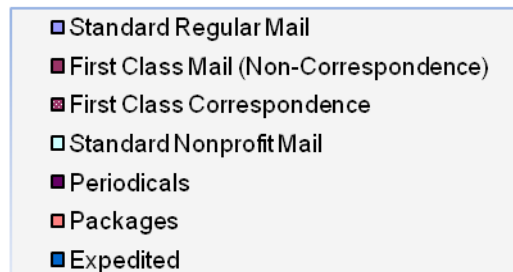 Standard Regular Mail
First Class Mail (Non-Correspondence)
First Class Correspondence
Standard Nonprofit Mail
Periodicals
Packages
Expedited